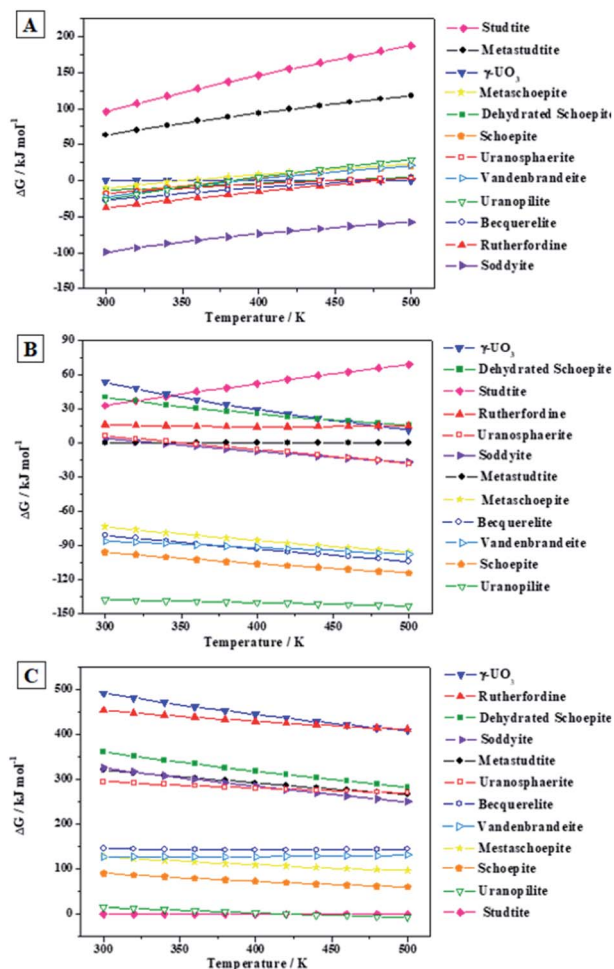 A
200
150
100
50
0
-50
-100
-150
ΔG / kJ mol⁻¹
300
350
400
450
500
Temperature / K
Studtite
Metastudtite
γ-UO₃
Metaschoepite
Dehydrated Schoepite
Schoepite
Uranosphaerite
Vandenbrandeite
Uranopilite
Becquerelite
Rutherfordine
Soddyite
B
90
60
30
0
-30
-60
-90
-120
-150
ΔG / kJ mol⁻¹
300
350
400
450
500
Temperature / K
γ-UO₃
Dehydrated Schoepite
Studtite
Rutherfordine
Uranosphaerite
Soddyite
Metastudtite
Metaschoepite
Becquerelite
Vandenbrandeite
Schoepite
Uranopilite
C
500
400
300
200
100
0
ΔG / kJ mol⁻¹
300
350
400
450
500
Temperature / K
γ-UO₃
Rutherfordine
Dehydrated Schoepite
Soddyite
Metastudtite
Uranosphaerite
Becquerelite
Vandenbrandeite
Mestaschoepite
Schoepite
Uranopilite
Studtite